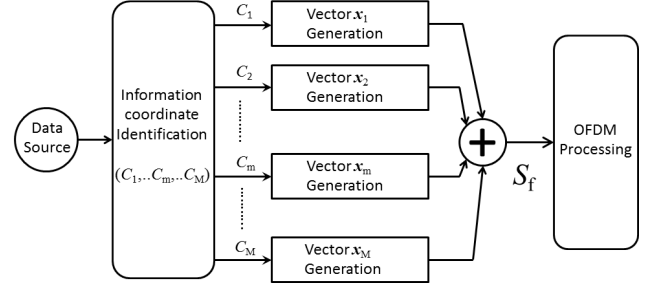 Data
Source
Information
coordinate
Identification
(C1,..Cm,..CM)
C1
Vector x1
Generation
C2
Vector x2
Generation
Cm
Vector xm
Generation
CM
Vector xM
Generation
+
Sf
OFDM
Processing